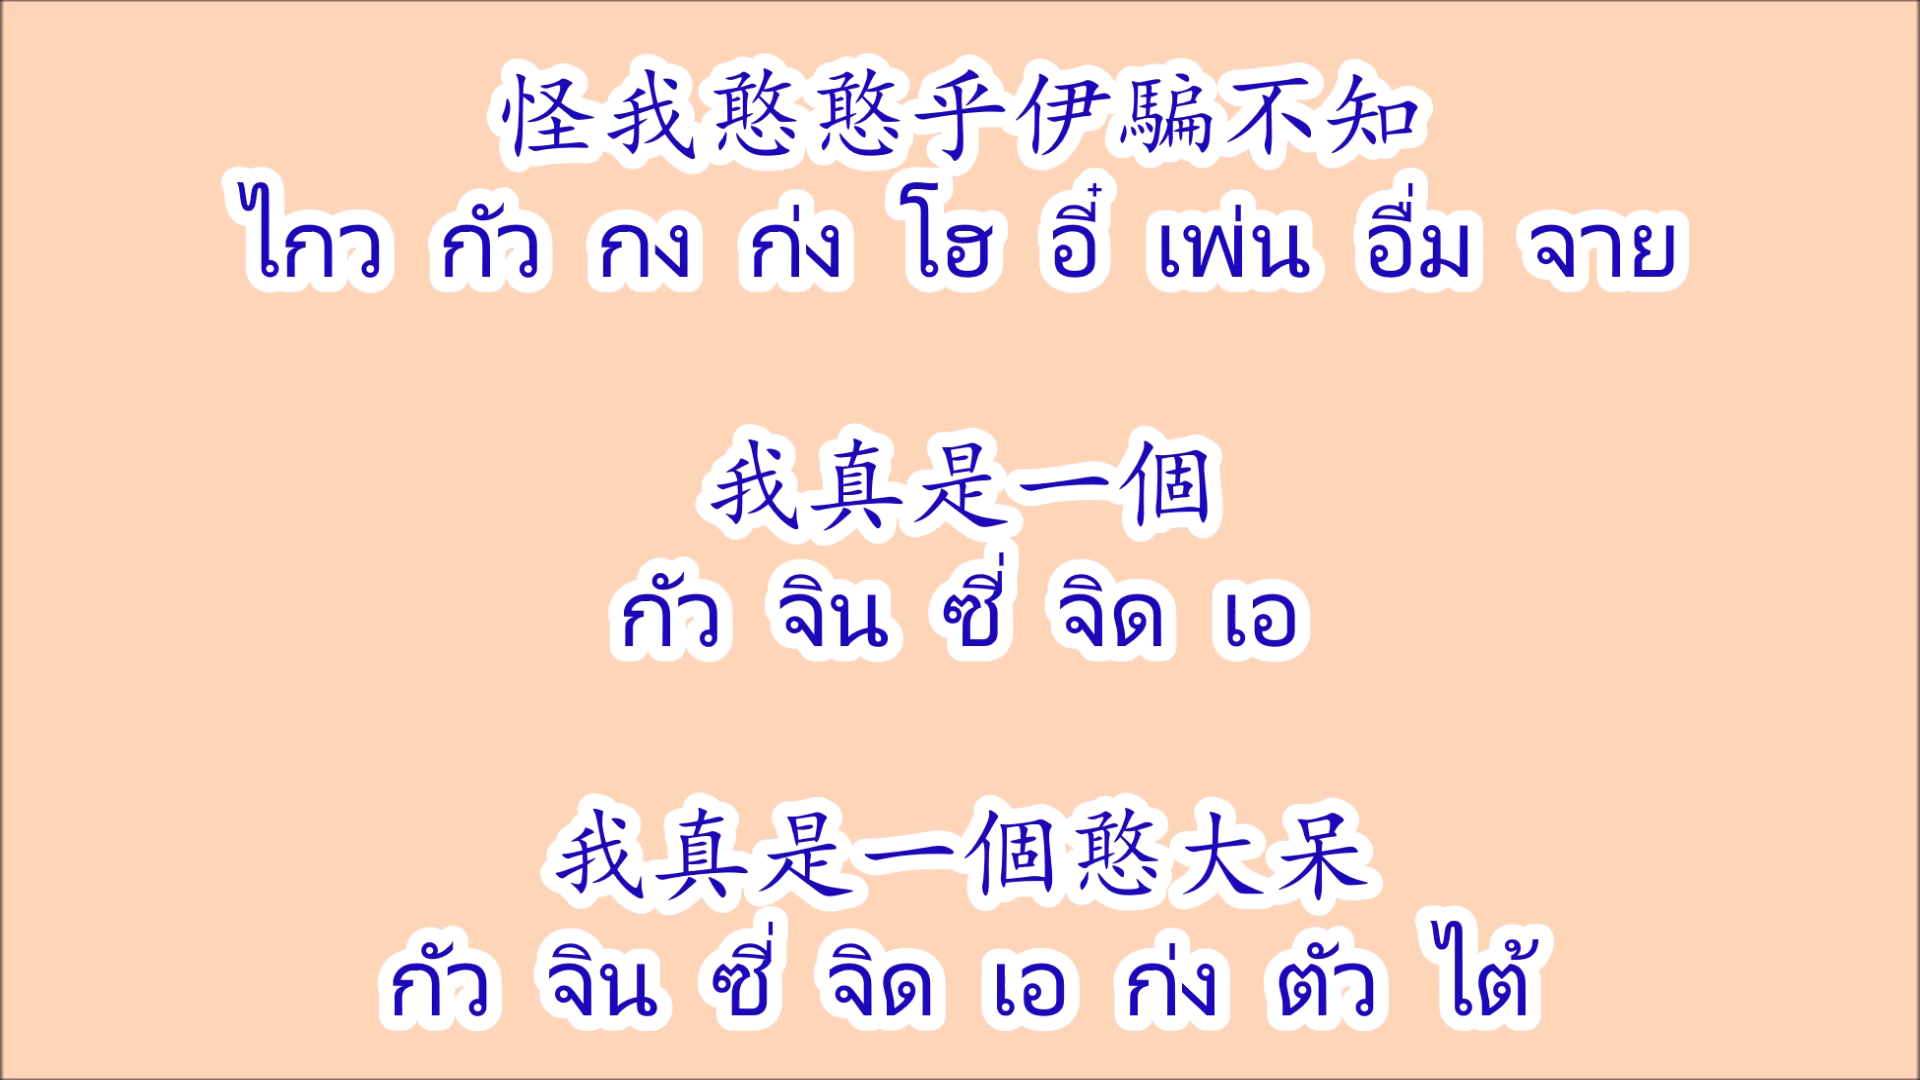 怪我憨憨乎伊騙不知
ไกว กัว กง ก่ง โฮ อี๋ เพ่น อื่ม จาย
我真是一個
กัว จิน ซี่ จิด เอ
我真是一個憨大呆
กัว จิน ซี่ จิด เอ ก่ง ตัว ไต้